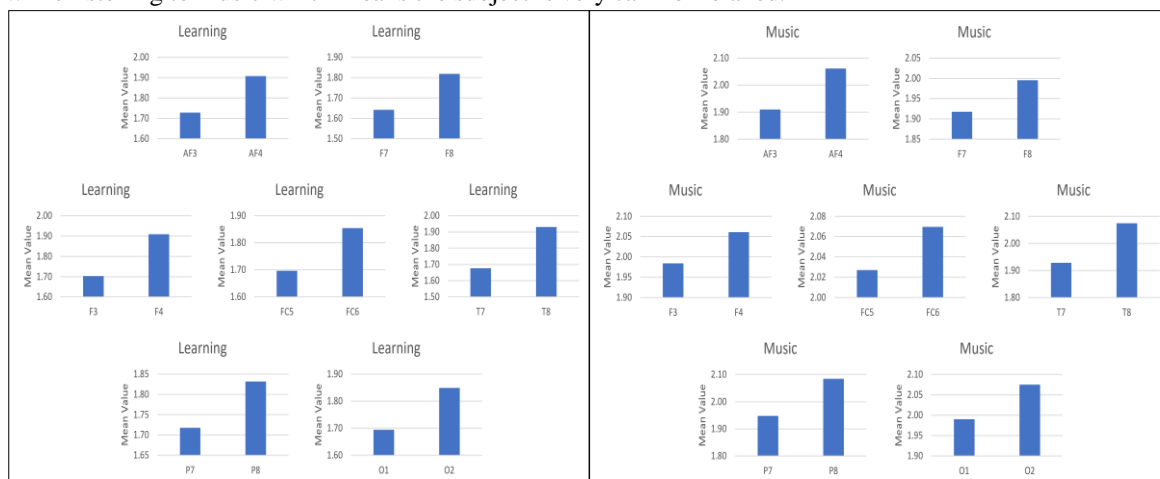 Learning
2.00
1.90
1.80
1.70
1.60
Mean Value
AF3 AF4
Learning
1.90
1.80
1.70
1.60
1.50
Mean Value
F7 F8
Learning
2.00
1.90
1.80
1.70
1.60
Mean Value
F3 F4
Learning
1.90
1.80
1.70
1.60
Mean Value
FC5 FC6
Learning
2.00
1.90
1.80
1.70
1.60
1.50
Mean Value
T7 T8
Learning
1.85
1.80
1.75
1.70
1.65
Mean Value
P7 P8
Learning
1.90
1.80
1.70
1.60
Mean Value
O1 O2
Music
2.10
2.00
1.90
1.80
Mean Value
AF3 AF4
Music
2.05
2.00
1.95
1.90
1.85
Mean Value
F7 F8
Music
2.10
2.05
2.00
1.95
1.90
Mean Value
F3 F4
Music
2.08
2.06
2.04
2.02
2.00
Mean Value
FC5 FC6
Music
2.10
2.00
1.90
1.80
Mean Value
T7 T8
Music
2.10
2.00
1.90
1.80
Mean Value
P7 P8
Music
2.10
2.05
2.00
1.95
1.90
Mean Value
O1 O2